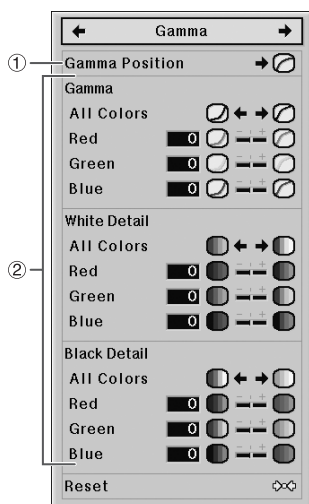 Gamma
① Gamma Position
Gamma
All Colors
Red 0 - +
Green 0 - +
Blue 0 - +
②
White Detail
All Colors
Red 0 - +
Green 0 - +
Blue 0 - +
Black Detail
All Colors
Red 0 - +
Green 0 - +
Blue 0 - +
Reset